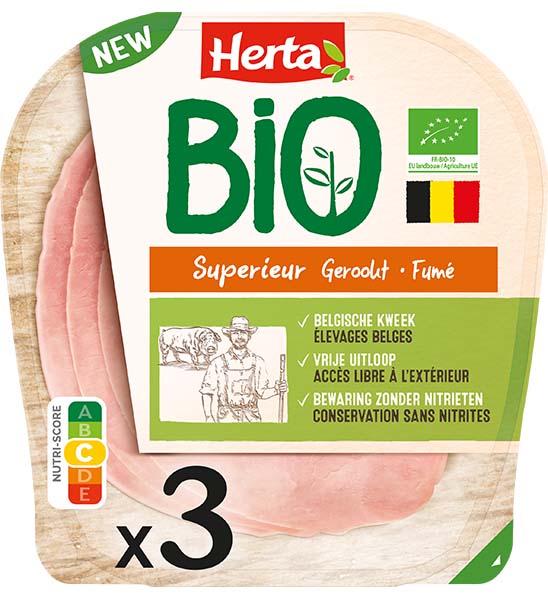 NEW
Herta
®
BiO
FR-BIO-10
EU landbouw / Agriculture UE
Superieur Gerookt • Fumé
✓ BELGISCHE KWEEK
ÉLEVAGES BELGES
✓ VRIJE UITLOOP
ACCÈS LIBRE À L'EXTÉRIEUR
✓ BEWARING ZONDER NITRIETEN
CONSERVATION SANS NITRITES
NUTRI-SCORE
A
B
C
D
E
x3